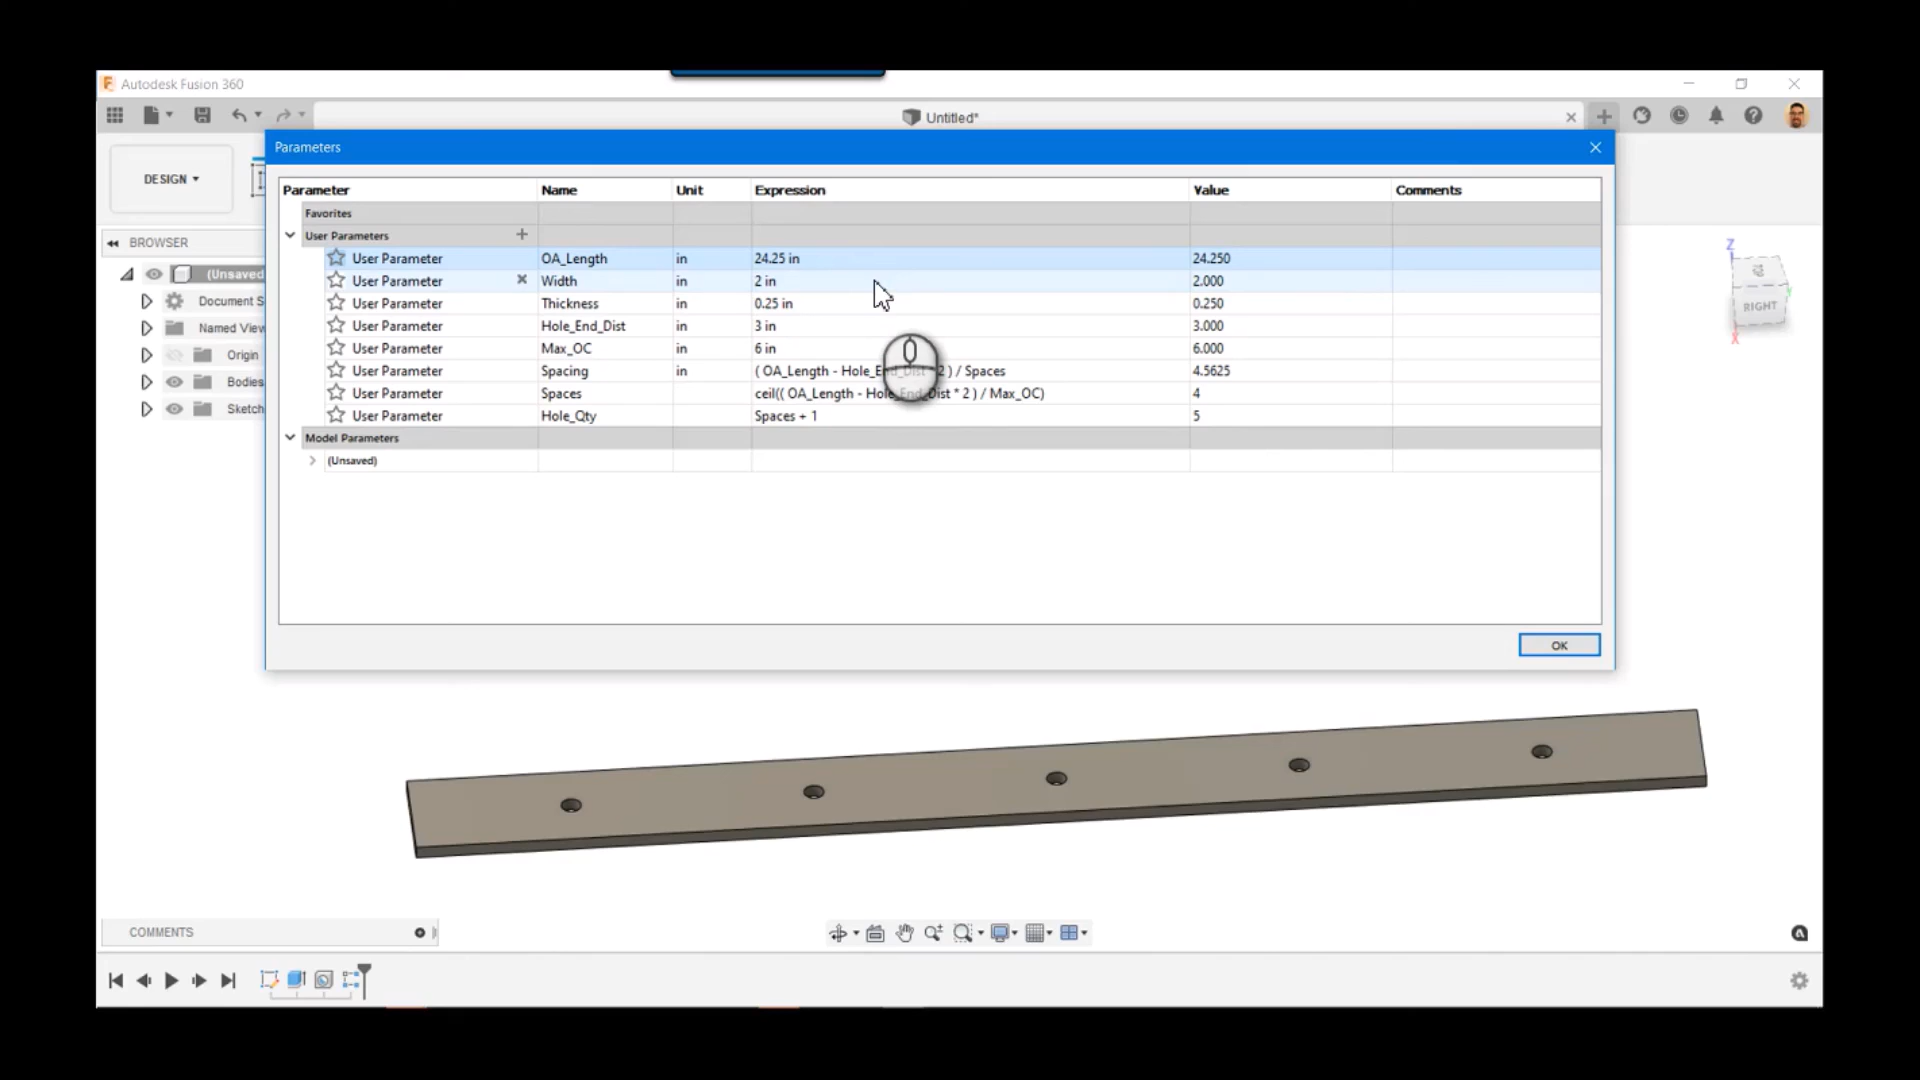 Autodesk Fusion 360
Untitled*
Parameters
DESIGN
BROWSER
(Unsaved
Document S
Named View
Origin
Bodies
Sketch
Parameter Name Unit Expression Value Comments
Favorites
User Parameters
User Parameter OA_Length in 24.25 in 24.250
User Parameter Width in 2 in 2.000
User Parameter Thickness in 0.25 in 0.250
User Parameter Hole_End_Dist in 3 in 3.000
User Parameter Max_OC in 6 in 6.000
User Parameter Spacing in ( OA_Length - Hole_End_Dist * 2 ) / Spaces 4.5625
User Parameter Spaces ceil(( OA_Length - Hole_End_Dist * 2 ) / Max_OC) 4
User Parameter Hole_Qty Spaces + 1 5
Model Parameters
(Unsaved)
OK
Z
RIGHT
X
COMMENTS